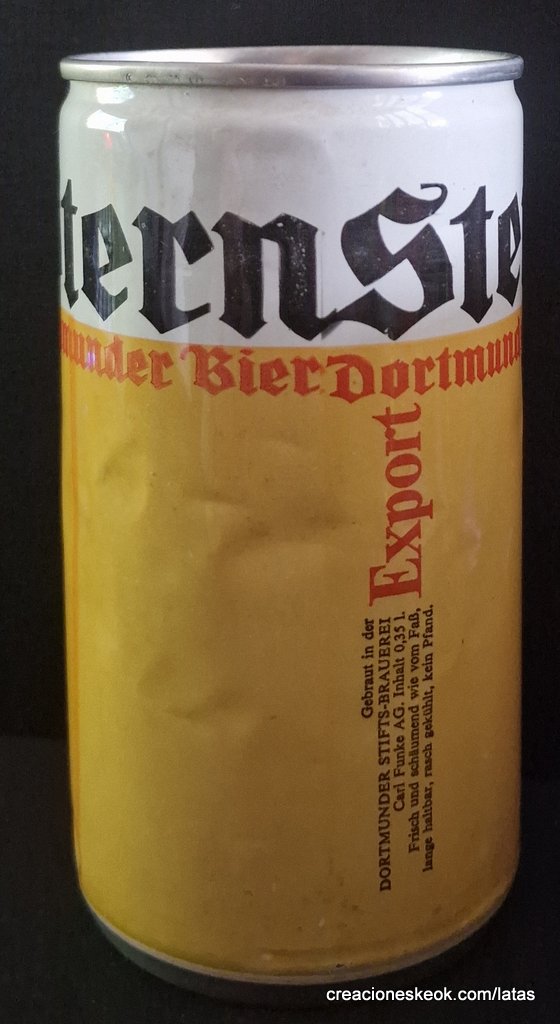 ternSte
munder Bier Dortmund
Export
Gebraut in der
DORTMUNDER STIFTS-BRAUEREI
Carl Funke AG. Inhalt 0,35 l.
Frisch und schäumend wie vom Faß,
lange haltbar, rasch gekühlt, kein Pfand.
creacioneskeok.com/latas